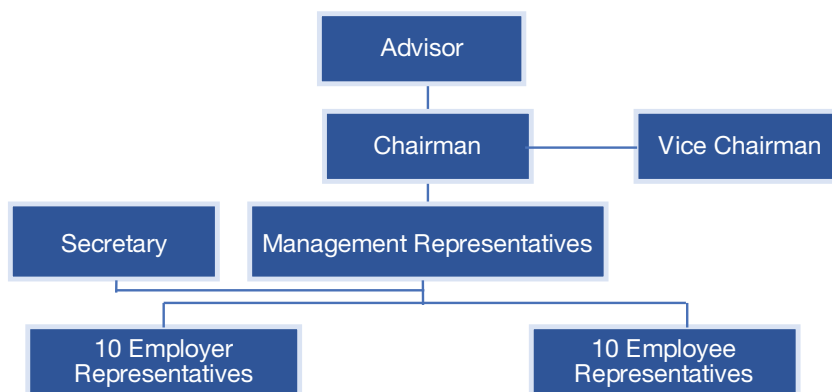 Advisor
Chairman
Vice Chairman
Secretary
Management Representatives
10 Employer
Representatives
10 Employee
Representatives